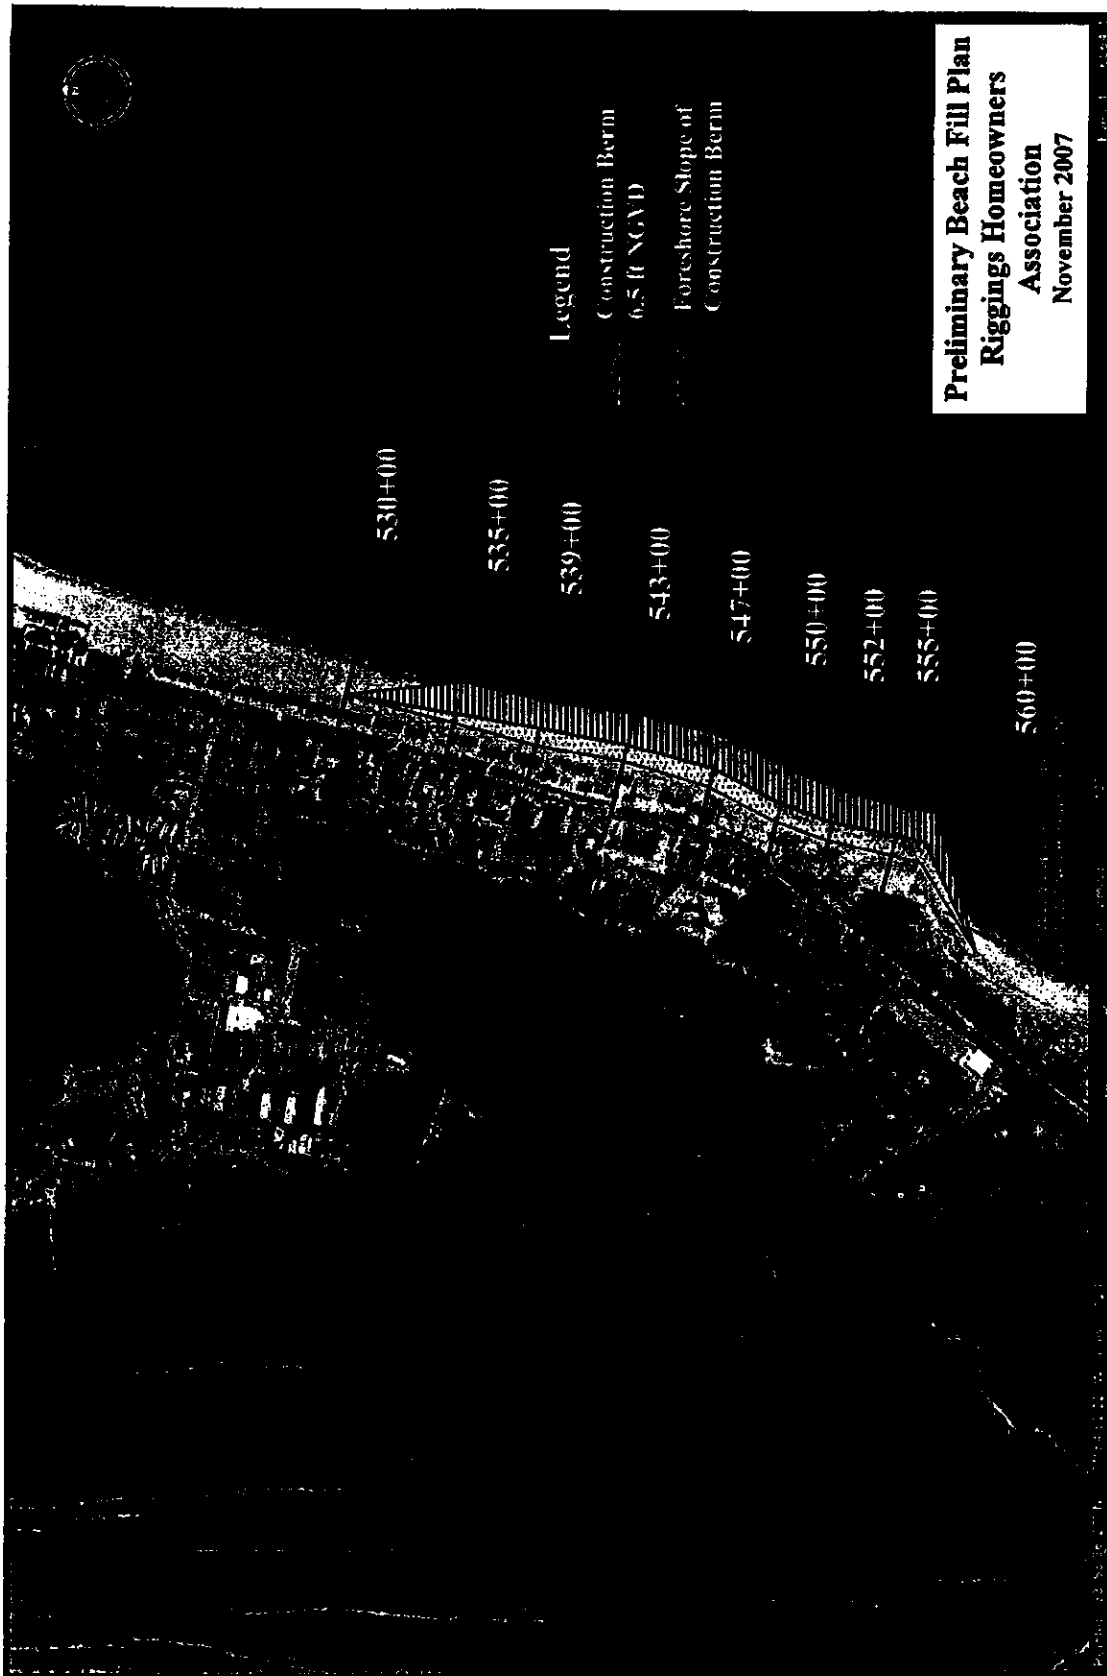 530+00
535+00
539+00
543+00
547+00
550+00
552+00
555+00
560+00
Legend
Construction Berm
6.5 ft NGVD
Foreshore Slope of
Construction Berm
Preliminary Beach Fill Plan
Riggings Homeowners
Association
November 2007